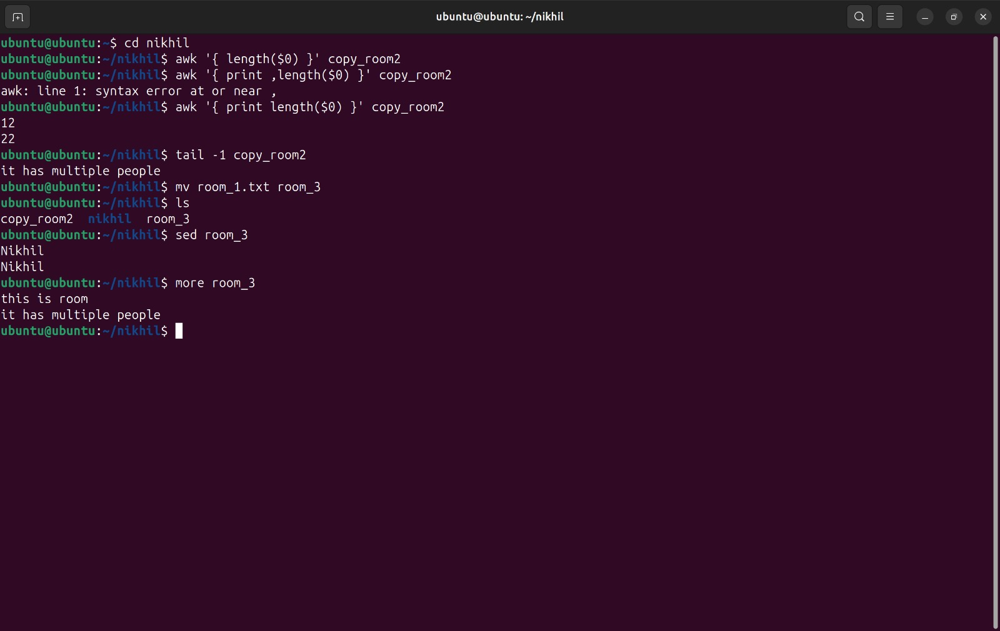 ubuntu@ubuntu: ~/nikhil
ubuntu@ubuntu:~$ cd nikhil
ubuntu@ubuntu:~/nikhil$ awk '{ length($0) }' copy_room2
ubuntu@ubuntu:~/nikhil$ awk '{ print ,length($0) }' copy_room2
awk: line 1: syntax error at or near ,
ubuntu@ubuntu:~/nikhil$ awk '{ print length($0) }' copy_room2
12
22
ubuntu@ubuntu:~/nikhil$ tail -1 copy_room2
it has multiple people
ubuntu@ubuntu:~/nikhil$ mv room_1.txt room_3
ubuntu@ubuntu:~/nikhil$ ls
copy_room2  nikhil  room_3
ubuntu@ubuntu:~/nikhil$ sed room_3
Nikhil
Nikhil
ubuntu@ubuntu:~/nikhil$ more room_3
this is room
it has multiple people
ubuntu@ubuntu:~/nikhil$